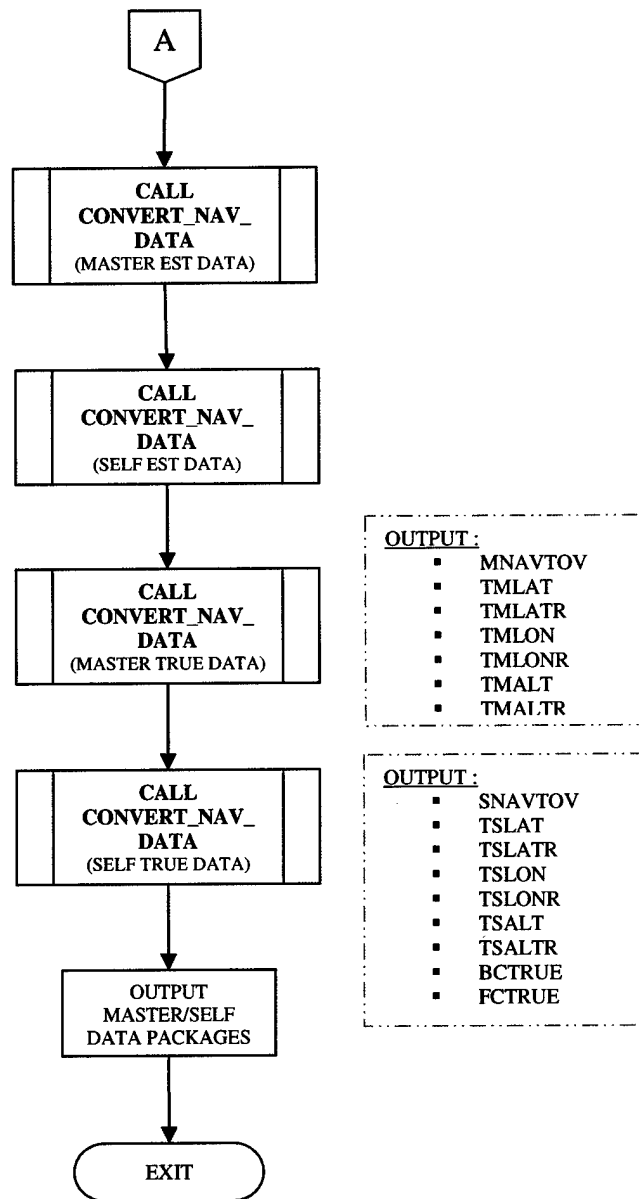 A
CALL
CONVERT_NAV_
DATA
(MASTER EST DATA)
CALL
CONVERT_NAV_
DATA
(SELF EST DATA)
CALL
CONVERT_NAV_
DATA
(MASTER TRUE DATA)
CALL
CONVERT_NAV_
DATA
(SELF TRUE DATA)
OUTPUT
MASTER/SELF
DATA PACKAGES
EXIT
OUTPUT :
▪ MNAVTOV
▪ TMLAT
▪ TMLATR
▪ TMLON
▪ TMLONR
▪ TMALT
▪ TMALTR
OUTPUT :
▪ SNAVTOV
▪ TSLAT
▪ TSLATR
▪ TSLON
▪ TSLONR
▪ TSALT
▪ TSALTR
▪ BCTRUE
▪ FCTRUE